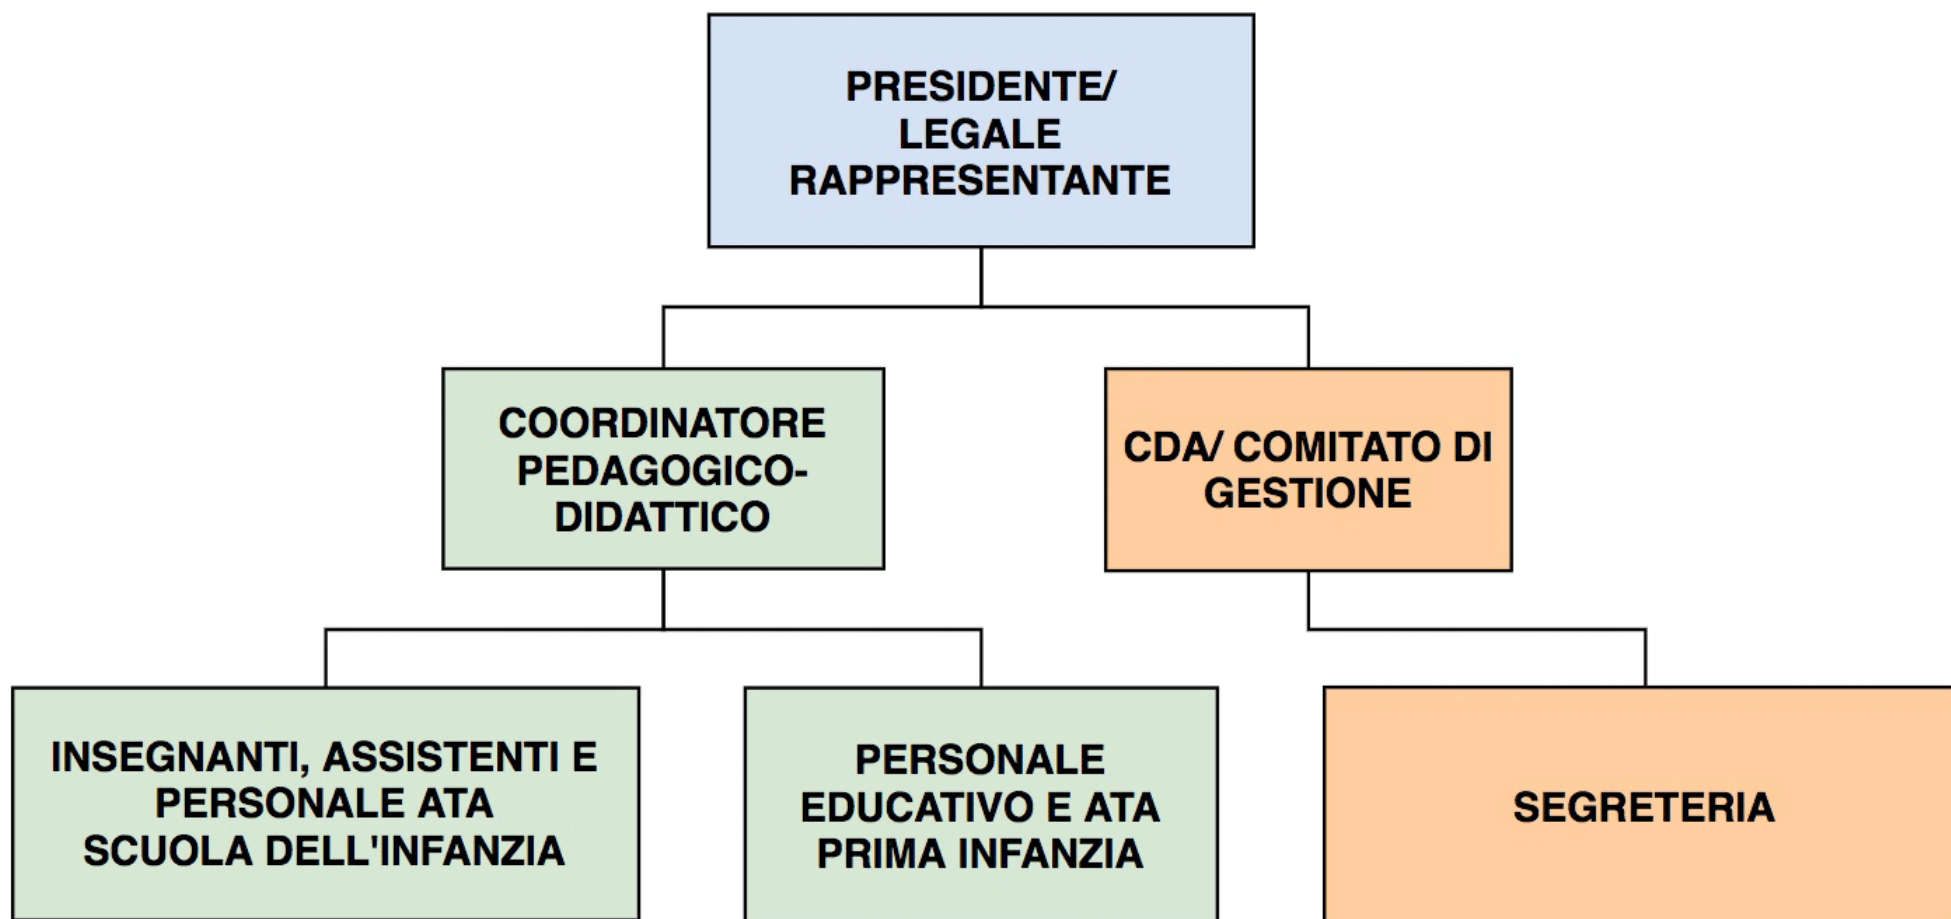 PRESIDENTE/
LEGALE
RAPPRESENTANTE
COORDINATORE
PEDAGOGICO-
DIDATTICO
CDA/ COMITATO DI
GESTIONE
INSEGNANTI, ASSISTENTI E
PERSONALE ATA
SCUOLA DELL'INFANZIA
PERSONALE
EDUCATIVO E ATA
PRIMA INFANZIA
SEGRETERIA